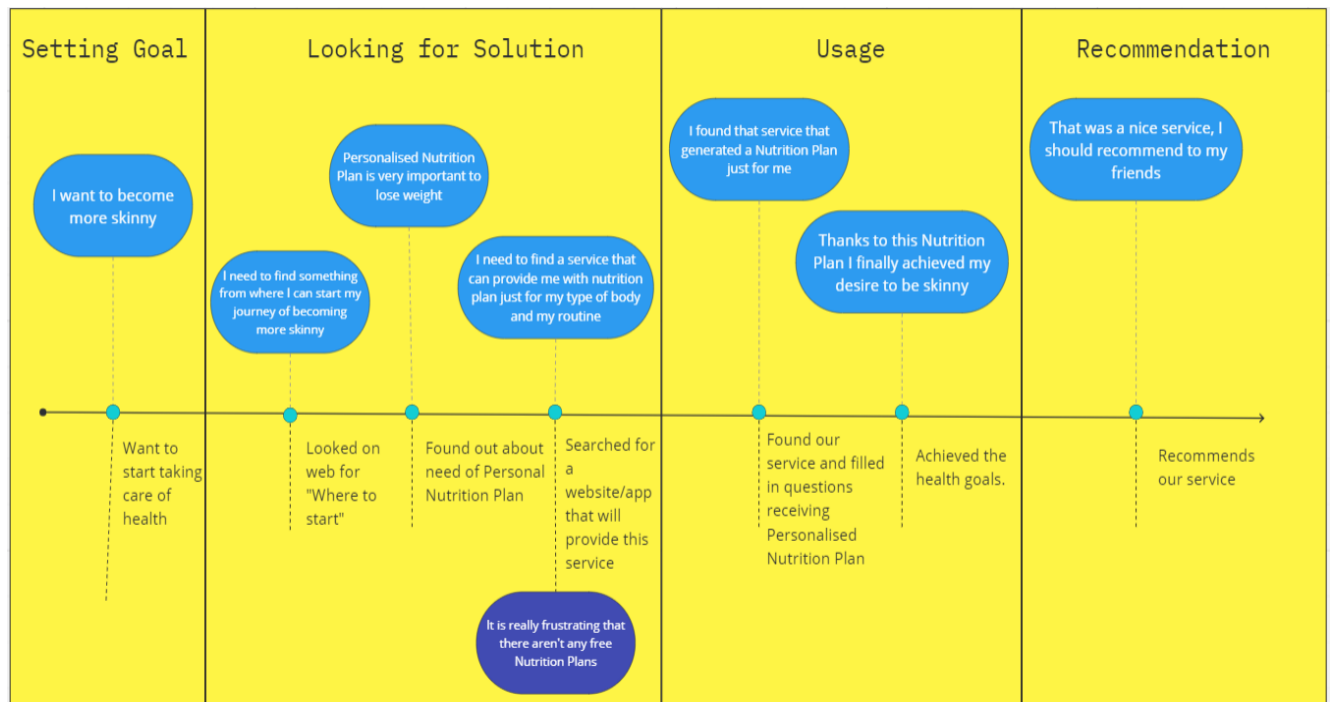 Setting Goal
Looking for Solution
Usage
Recommendation
I want to become
more skinny
I need to find something
from where I can start my
journey of becoming
more skinny
Personalised Nutrition
Plan is very important to
lose weight
I need to find a service that
can provide me with nutrition
plan just for my type of body
and my routine
I found that service that
generated a Nutrition Plan
just for me
Thanks to this Nutrition
Plan I finally achieved my
desire to be skinny
That was a nice service, I
should recommend to my
friends
Want to
start taking
care of
health
Looked on
web for
"Where to
start"
Found out about
need of Personal
Nutrition Plan
Searched for
a
website/app
that will
provide this
service
Found our
service and filled
in questions
receiving
Personalised
Nutrition Plan
Achieved the
health goals.
Recommends
our service
It is really frustrating that
there aren't any free
Nutrition Plans